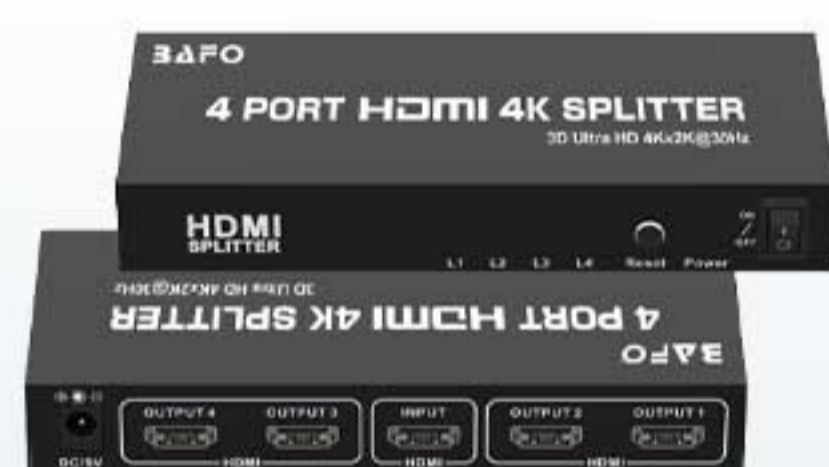 BAFO
4 PORT HDMI 4K SPLITTER
3D Ultra HD 4Kx2K@30Hz
HDMI
SPLITTER
L1 L2 L3 L4 Reset Power
ON
OFF
3D Ultra HD 4Kx2K@30Hz
4 PORT HDMI 4K SPLITTER
BAFO
DC/5V
OUTPUT 4 OUTPUT 3 INPUT OUTPUT 2 OUTPUT 1
HDMI HDMI HDMI